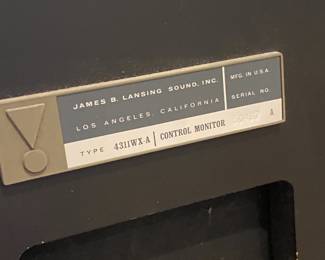 JAMES B. LANSING SOUND, INC.
LOS ANGELES, CALIFORNIA
MFG. IN U.S.A.
SERIAL NO.
TYPE 4311WX-A CONTROL MONITOR
A